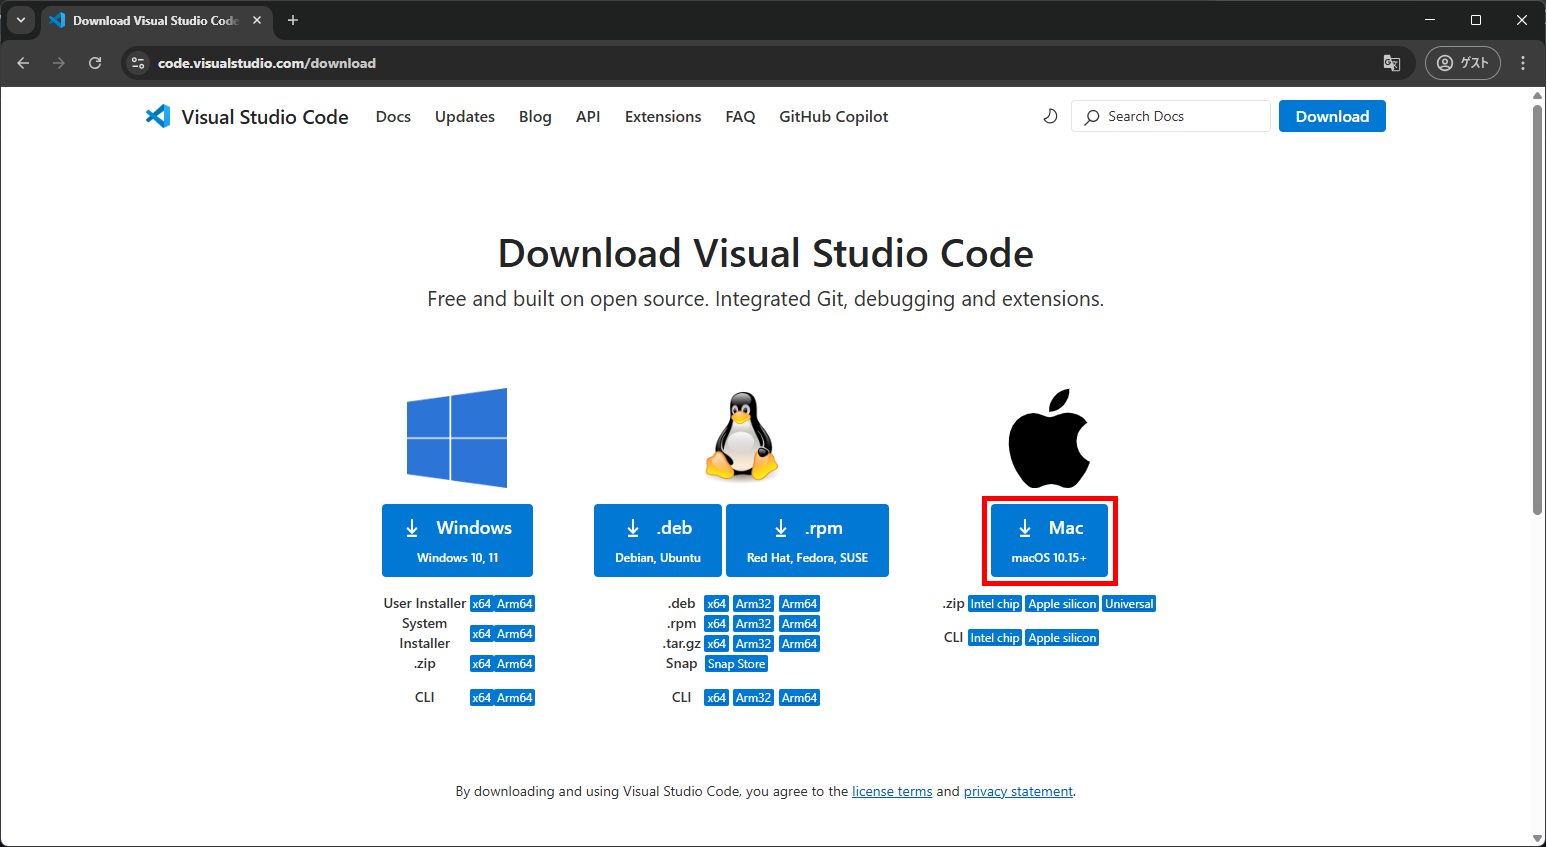 Download Visual Studio Code
code.visualstudio.com/download
ゲスト
Visual Studio Code Docs Updates Blog API Extensions FAQ GitHub Copilot Search Docs Download
Download Visual Studio Code
Free and built on open source. Integrated Git, debugging and extensions.
Windows
Windows 10, 11
User Installer x64 Arm64
System
Installer x64 Arm64
.zip x64 Arm64
CLI x64 Arm64
.deb
Debian, Ubuntu
.rpm
Red Hat, Fedora, SUSE
.deb x64 Arm32 Arm64
.rpm x64 Arm32 Arm64
.tar.gz x64 Arm32 Arm64
Snap Snap Store
CLI x64 Arm32 Arm64
Mac
macOS 10.15+
.zip Intel chip Apple silicon Universal
CLI Intel chip Apple silicon
By downloading and using Visual Studio Code, you agree to the license terms and privacy statement.